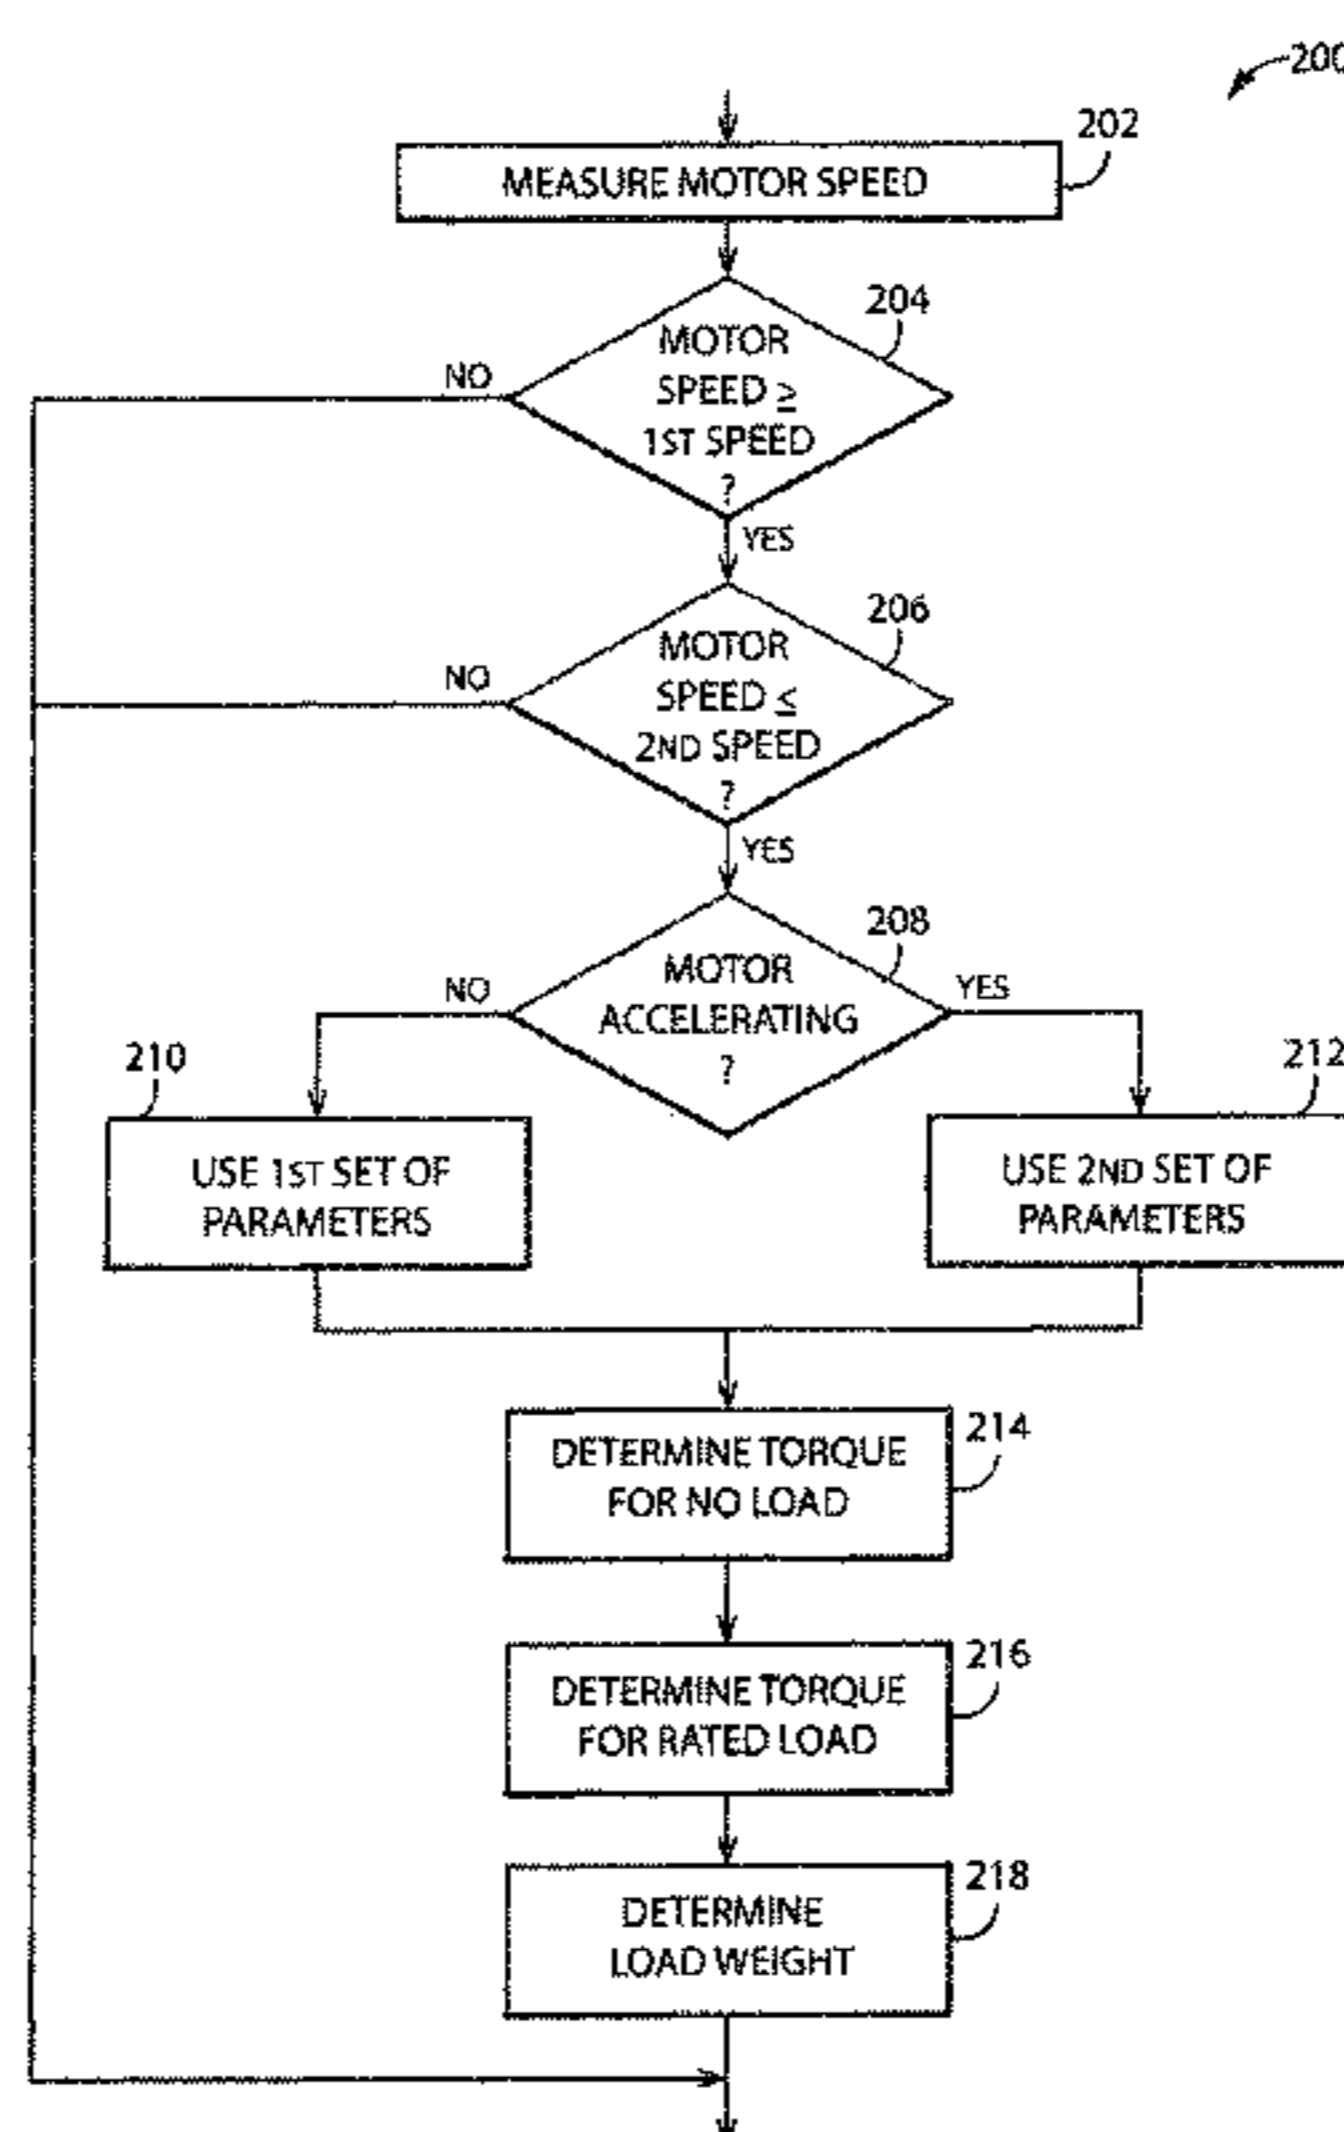 200
202
MEASURE MOTOR SPEED
204
MOTOR
SPEED ≥
1ST SPEED
?
NO
YES
206
MOTOR
SPEED ≤
2ND SPEED
?
NO
YES
208
MOTOR
ACCELERATING
?
NO
YES
210
USE 1ST SET OF
PARAMETERS
212
USE 2ND SET OF
PARAMETERS
214
DETERMINE TORQUE
FOR NO LOAD
216
DETERMINE TORQUE
FOR RATED LOAD
218
DETERMINE
LOAD WEIGHT